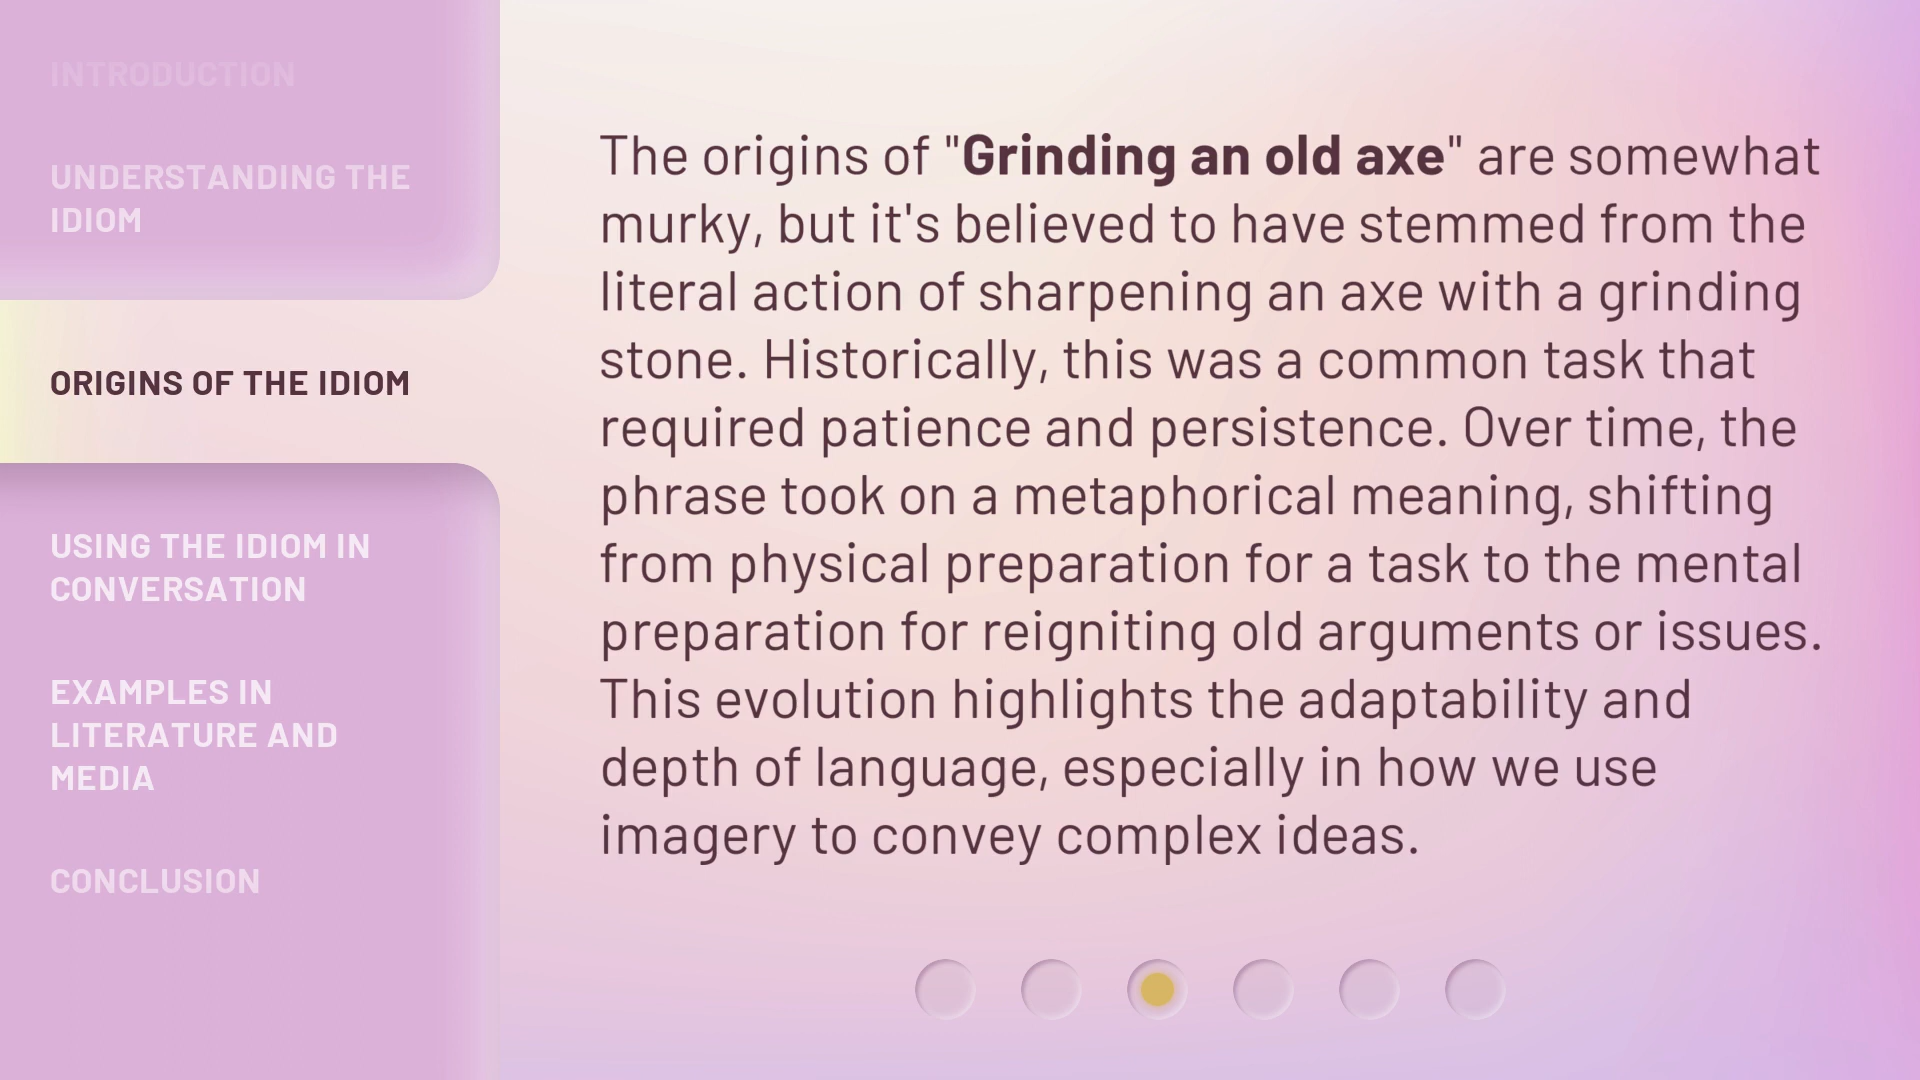 INTRODUCTION
UNDERSTANDING THE
IDIOM
ORIGINS OF THE IDIOM
USING THE IDIOM IN
CONVERSATION
EXAMPLES IN
LITERATURE AND
MEDIA
CONCLUSION
The origins of "Grinding an old axe" are somewhat
murky, but it's believed to have stemmed from the
literal action of sharpening an axe with a grinding
stone. Historically, this was a common task that
required patience and persistence. Over time, the
phrase took on a metaphorical meaning, shifting
from physical preparation for a task to the mental
preparation for reigniting old arguments or issues.
This evolution highlights the adaptability and
depth of language, especially in how we use
imagery to convey complex ideas.